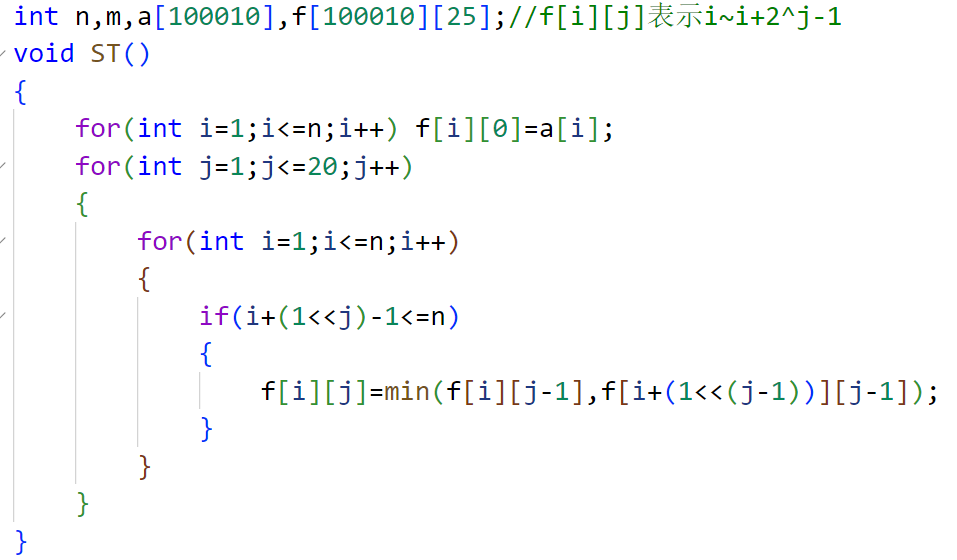 int n,m,a[100010],f[100010][25];//f[i][j]表示i~i+2^j-1
void ST()
{
    for(int i=1;i<=n;i++) f[i][0]=a[i];
    for(int j=1;j<=20;j++)
    {
        for(int i=1;i<=n;i++)
        {
            if(i+(1<<j)-1<=n)
            {
                f[i][j]=min(f[i][j-1],f[i+(1<<(j-1))][j-1]);
            }
        }
    }
}